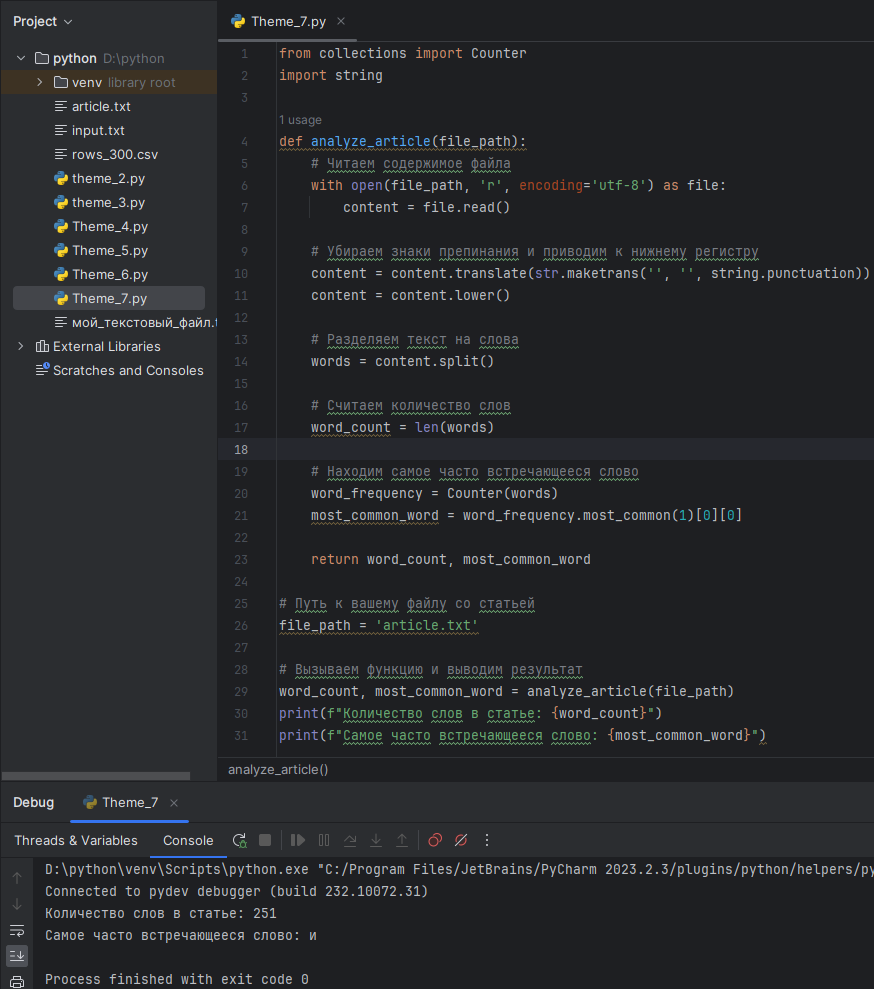 Project
Theme_7.py
python D:\python
venv library root
article.txt
input.txt
rows_300.csv
theme_2.py
theme_3.py
Theme_4.py
Theme_5.py
Theme_6.py
Theme_7.py
мой_текстовый_файл.t
External Libraries
Scratches and Consoles
1 from collections import Counter
2 import string
3
1 usage
4 def analyze_article(file_path):
5 # Читаем содержимое файла
6 with open(file_path, 'r', encoding='utf-8') as file:
7 content = file.read()
8
9 # Убираем знаки препинания и приводим к нижнему регистру
10 content = content.translate(str.maketrans('', '', string.punctuation))
11 content = content.lower()
12
13 # Разделяем текст на слова
14 words = content.split()
15
16 # Считаем количество слов
17 word_count = len(words)
18
19 # Находим самое часто встречающееся слово
20 word_frequency = Counter(words)
21 most_common_word = word_frequency.most_common(1)[0][0]
22
23 return word_count, most_common_word
24
25 # Путь к вашему файлу со статьей
26 file_path = 'article.txt'
27
28 # Вызываем функцию и выводим результат
29 word_count, most_common_word = analyze_article(file_path)
30 print(f"Количество слов в статье: {word_count}")
31 print(f"Самое часто встречающееся слово: {most_common_word}")
analyze_article()
Debug Theme_7
Threads & Variables Console
D:\python\venv\Scripts\python.exe "C:/Program Files/JetBrains/PyCharm 2023.2.3/plugins/python/helpers/py
Connected to pydev debugger (build 232.10072.31)
Количество слов в статье: 251
Самое часто встречающееся слово: и
Process finished with exit code 0